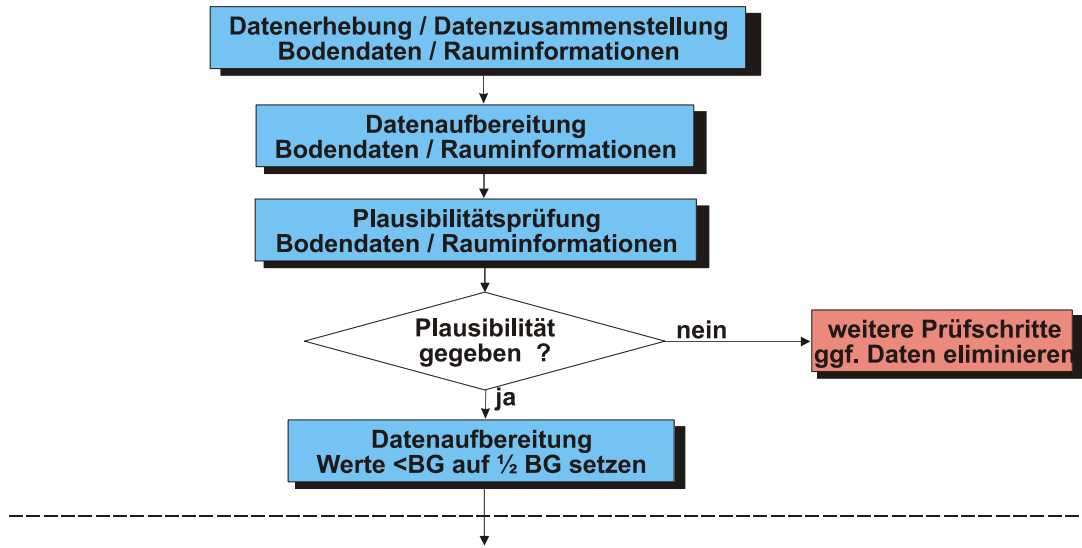 Datenerhebung / Datenzusammenstellung
Bodendaten / Rauminformationen
Datenaufbereitung
Bodendaten / Rauminformationen
Plausibilitätsprüfung
Bodendaten / Rauminformationen
Plausibilität
gegeben ?
nein
weitere Prüfschritte
ggf. Daten eliminieren
ja
Datenaufbereitung
Werte <BG auf ½ BG setzen